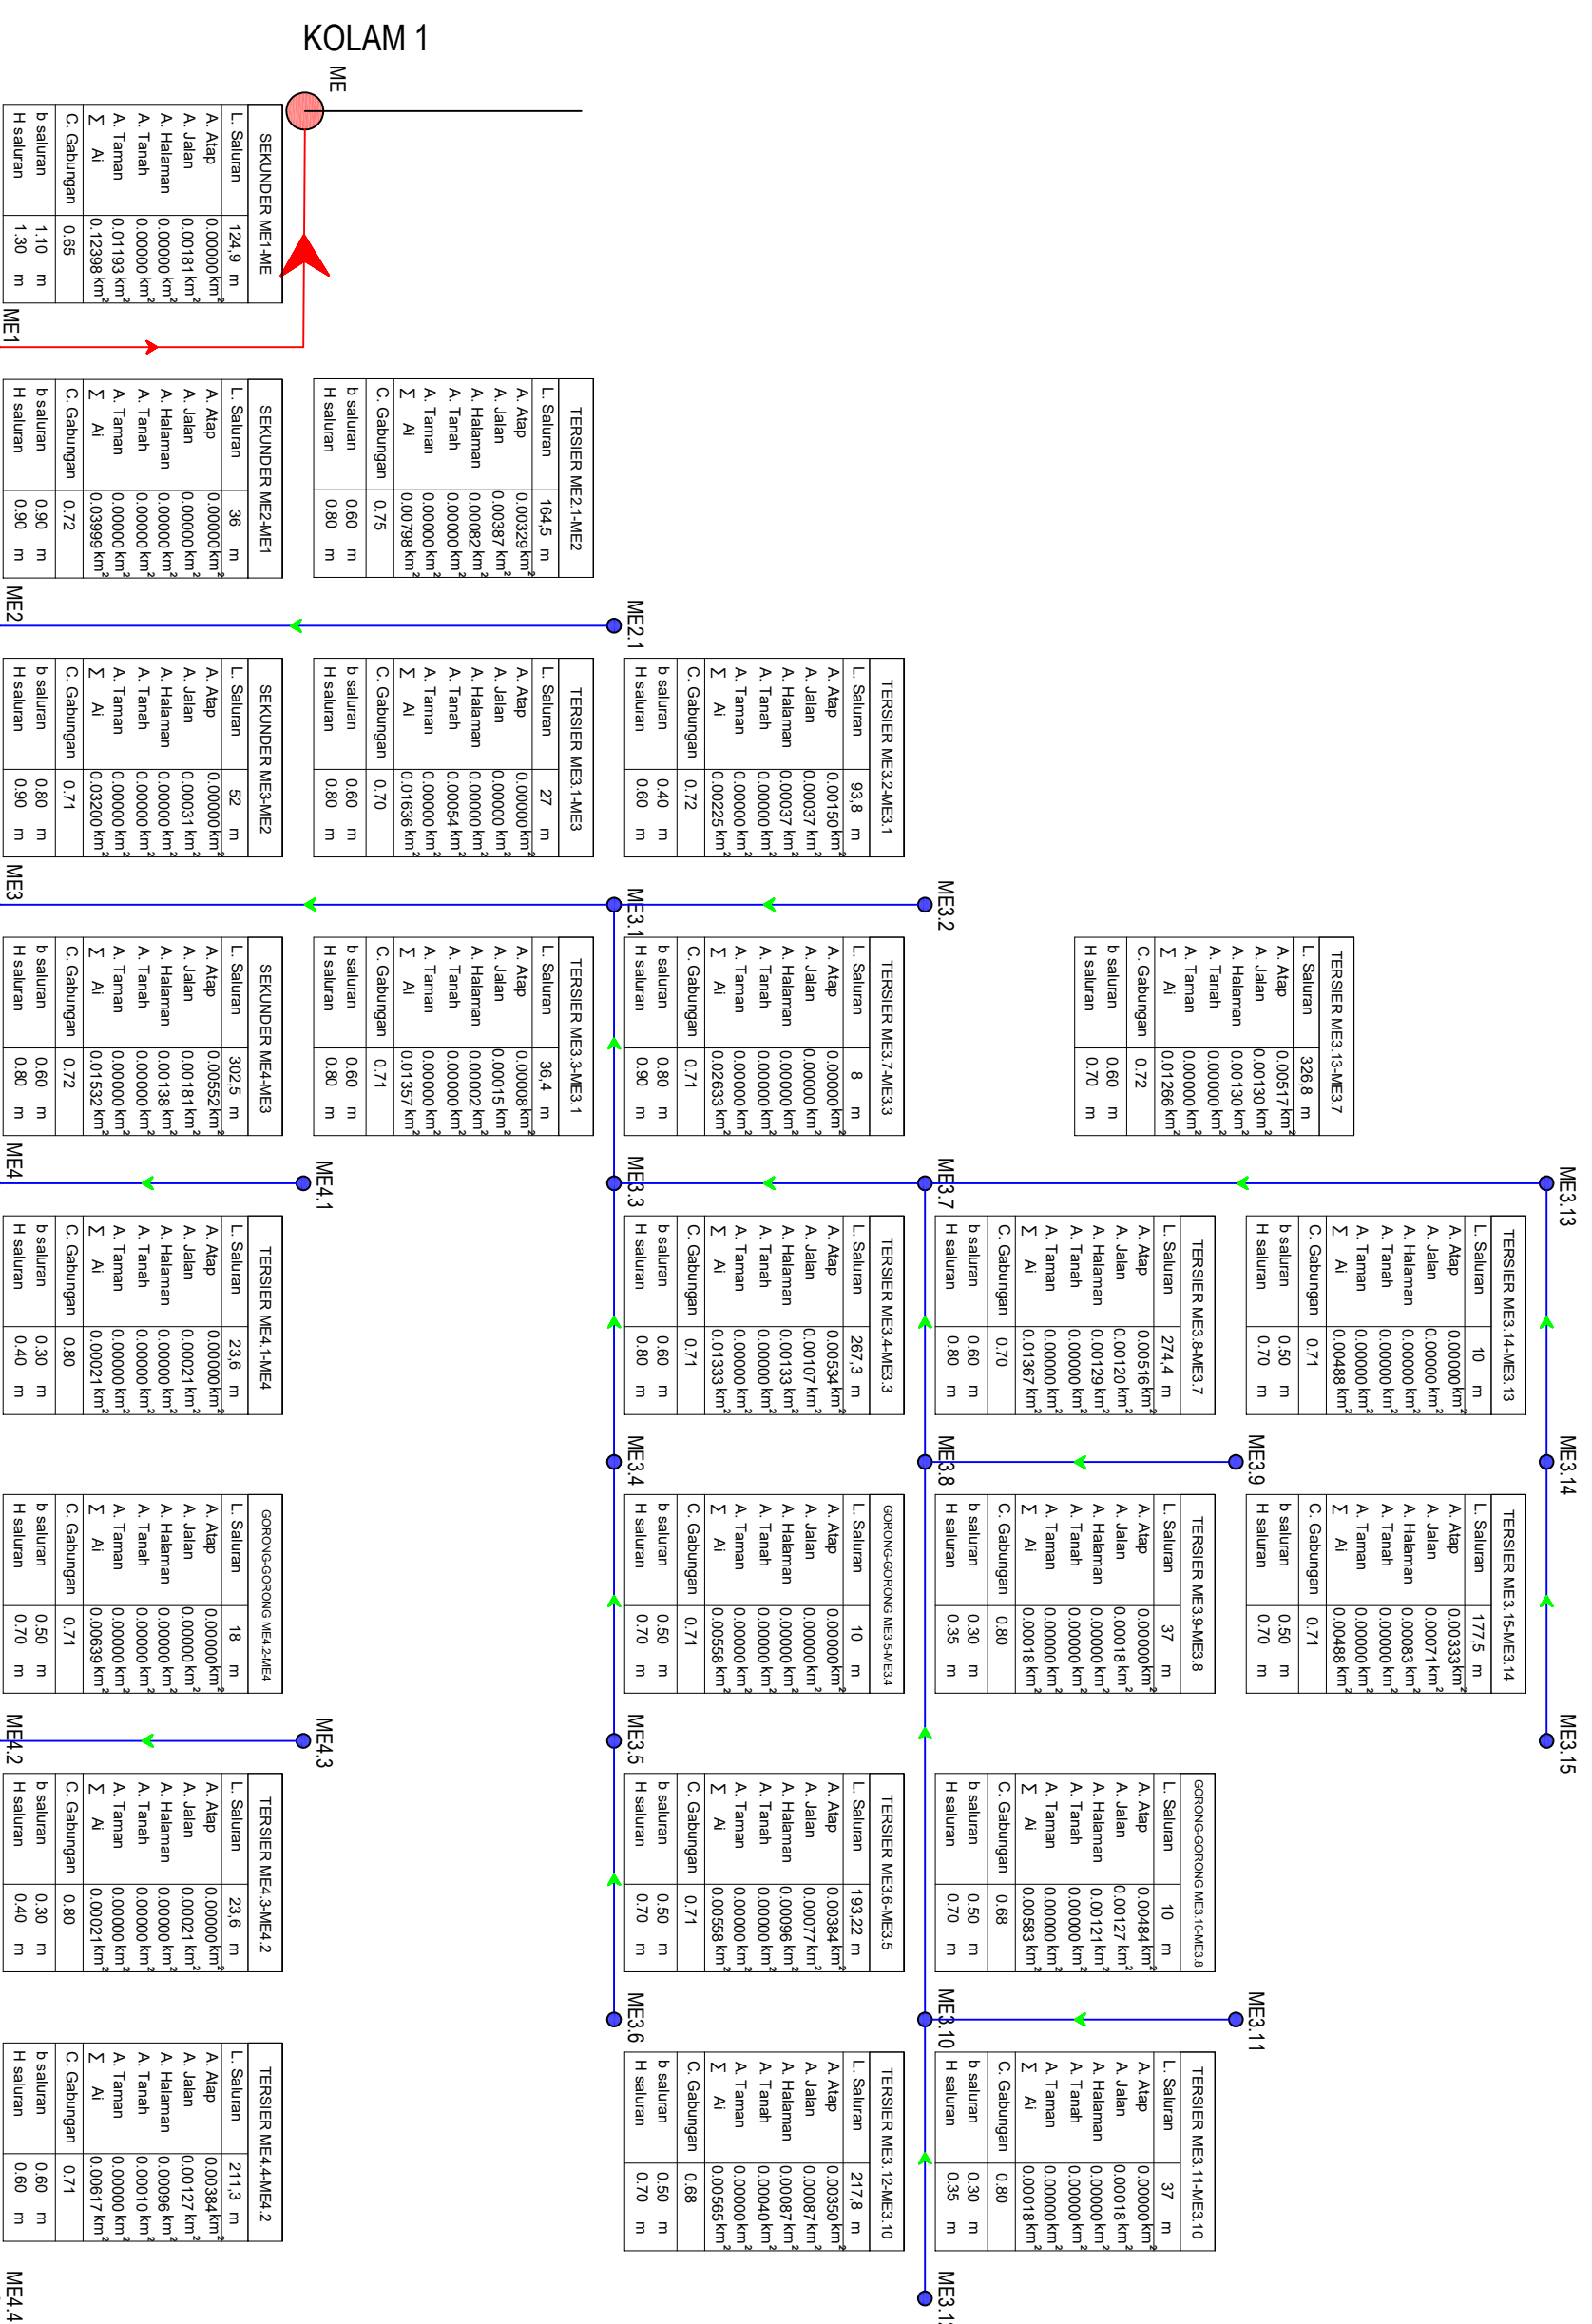 KOLAM 1
ME
ME3.13
ME3.14
ME3.15
TERSIER ME3.14-ME3.13
L. Saluran 10 m
A. Atap 0.00000 km²
A. Jalan 0.00000 km²
A. Halaman 0.00000 km²
A. Tanah 0.00000 km²
A. Taman 0.00000 km²
Σ Ai 0.00488 km²
C. Gabungan 0.71
b saluran 0.50 m
H saluran 0.70 m
TERSIER ME3.15-ME3.14
L. Saluran 177,5 m
A. Atap 0.00333 km²
A. Jalan 0.00071 km²
A. Halaman 0.00083 km²
A. Tanah 0.00000 km²
A. Taman 0.00000 km²
Σ Ai 0.00488 km²
C. Gabungan 0.71
b saluran 0.50 m
H saluran 0.70 m
TERSIER ME3.13-ME3.7
L. Saluran 326,8 m
A. Atap 0.00517 km²
A. Jalan 0.00130 km²
A. Halaman 0.00130 km²
A. Tanah 0.00000 km²
A. Taman 0.00000 km²
Σ Ai 0.01266 km²
C. Gabungan 0.72
b saluran 0.60 m
H saluran 0.70 m
ME3.9
ME3.11
TERSIER ME3.8-ME3.7
L. Saluran 274,4 m
A. Atap 0.00516 km²
A. Jalan 0.00120 km²
A. Halaman 0.00129 km²
A. Tanah 0.00000 km²
A. Taman 0.00000 km²
Σ Ai 0.01367 km²
C. Gabungan 0.70
b saluran 0.60 m
H saluran 0.80 m
TERSIER ME3.9-ME3.8
L. Saluran 37 m
A. Atap 0.00000 km²
A. Jalan 0.00018 km²
A. Halaman 0.00000 km²
A. Tanah 0.00000 km²
A. Taman 0.00000 km²
Σ Ai 0.00018 km²
C. Gabungan 0.80
b saluran 0.30 m
H saluran 0.35 m
GORONG-GORONG ME3.10-ME3.8
L. Saluran 10 m
A. Atap 0.00484 km²
A. Jalan 0.00127 km²
A. Halaman 0.00121 km²
A. Tanah 0.00000 km²
A. Taman 0.00000 km²
Σ Ai 0.00583 km²
C. Gabungan 0.68
b saluran 0.50 m
H saluran 0.70 m
TERSIER ME3.11-ME3.10
L. Saluran 37 m
A. Atap 0.00000 km²
A. Jalan 0.00018 km²
A. Halaman 0.00000 km²
A. Tanah 0.00000 km²
A. Taman 0.00000 km²
Σ Ai 0.00018 km²
C. Gabungan 0.80
b saluran 0.30 m
H saluran 0.35 m
ME3.2
ME3.7
ME3.8
ME3.10
TERSIER ME3.2-ME3.1
L. Saluran 93,8 m
A. Atap 0.00150 km²
A. Jalan 0.00037 km²
A. Halaman 0.00037 km²
A. Tanah 0.00000 km²
A. Taman 0.00000 km²
Σ Ai 0.00225 km²
C. Gabungan 0.72
b saluran 0.40 m
H saluran 0.60 m
TERSIER ME3.7-ME3.3
L. Saluran 8 m
A. Atap 0.00000 km²
A. Jalan 0.00000 km²
A. Halaman 0.00000 km²
A. Tanah 0.00000 km²
A. Taman 0.00000 km²
Σ Ai 0.02633 km²
C. Gabungan 0.71
b saluran 0.80 m
H saluran 0.90 m
TERSIER ME3.4-ME3.3
L. Saluran 267,3 m
A. Atap 0.00534 km²
A. Jalan 0.00107 km²
A. Halaman 0.00133 km²
A. Tanah 0.00000 km²
A. Taman 0.00000 km²
Σ Ai 0.01333 km²
C. Gabungan 0.71
b saluran 0.60 m
H saluran 0.80 m
GORONG-GORONG ME3.5-ME3.4
L. Saluran 10 m
A. Atap 0.00000 km²
A. Jalan 0.00000 km²
A. Halaman 0.00000 km²
A. Tanah 0.00000 km²
A. Taman 0.00000 km²
Σ Ai 0.00558 km²
C. Gabungan 0.71
b saluran 0.50 m
H saluran 0.70 m
TERSIER ME3.6-ME3.5
L. Saluran 193,22 m
A. Atap 0.00384 km²
A. Jalan 0.00077 km²
A. Halaman 0.00096 km²
A. Tanah 0.00000 km²
A. Taman 0.00000 km²
Σ Ai 0.00558 km²
C. Gabungan 0.71
b saluran 0.50 m
H saluran 0.70 m
TERSIER ME3.12-ME3.10
L. Saluran 217,8 m
A. Atap 0.00350 km²
A. Jalan 0.00087 km²
A. Halaman 0.00087 km²
A. Tanah 0.00040 km²
A. Taman 0.00000 km²
Σ Ai 0.00565 km²
C. Gabungan 0.68
b saluran 0.50 m
H saluran 0.70 m
ME2.1
ME3.1
ME3.3
ME3.4
ME3.5
ME3.6
TERSIER ME2.1-ME2
L. Saluran 164,5 m
A. Atap 0.00329 km²
A. Jalan 0.00387 km²
A. Halaman 0.00082 km²
A. Tanah 0.00000 km²
A. Taman 0.00000 km²
Σ Ai 0.00798 km²
C. Gabungan 0.75
b saluran 0.60 m
H saluran 0.80 m
TERSIER ME3.1-ME3
L. Saluran 27 m
A. Atap 0.00000 km²
A. Jalan 0.00000 km²
A. Halaman 0.00000 km²
A. Tanah 0.00054 km²
A. Taman 0.00000 km²
Σ Ai 0.01636 km²
C. Gabungan 0.70
b saluran 0.60 m
H saluran 0.80 m
TERSIER ME3.3-ME3.1
L. Saluran 36,4 m
A. Atap 0.00008 km²
A. Jalan 0.00015 km²
A. Halaman 0.00002 km²
A. Tanah 0.00000 km²
A. Taman 0.00000 km²
Σ Ai 0.01357 km²
C. Gabungan 0.71
b saluran 0.60 m
H saluran 0.80 m
ME4.1
ME4.3
SEKUNDER ME1-ME
L. Saluran 124,9 m
A. Atap 0.00000 km²
A. Jalan 0.00181 km²
A. Halaman 0.00000 km²
A. Tanah 0.00000 km²
A. Taman 0.01193 km²
Σ Ai 0.12398 km²
C. Gabungan 0.65
b saluran 1.10 m
H saluran 1.30 m
SEKUNDER ME2-ME1
L. Saluran 36 m
A. Atap 0.00000 km²
A. Jalan 0.00000 km²
A. Halaman 0.00000 km²
A. Tanah 0.00000 km²
A. Taman 0.00000 km²
Σ Ai 0.03999 km²
C. Gabungan 0.72
b saluran 0.90 m
H saluran 0.90 m
SEKUNDER ME3-ME2
L. Saluran 52 m
A. Atap 0.00000 km²
A. Jalan 0.00031 km²
A. Halaman 0.00000 km²
A. Tanah 0.00000 km²
A. Taman 0.00000 km²
Σ Ai 0.03200 km²
C. Gabungan 0.71
b saluran 0.80 m
H saluran 0.90 m
SEKUNDER ME4-ME3
L. Saluran 302,5 m
A. Atap 0.00552 km²
A. Jalan 0.00181 km²
A. Halaman 0.00138 km²
A. Tanah 0.00000 km²
A. Taman 0.00000 km²
Σ Ai 0.01532 km²
C. Gabungan 0.72
b saluran 0.60 m
H saluran 0.80 m
TERSIER ME4.1-ME4
L. Saluran 23,6 m
A. Atap 0.00000 km²
A. Jalan 0.00021 km²
A. Halaman 0.00000 km²
A. Tanah 0.00000 km²
A. Taman 0.00000 km²
Σ Ai 0.00021 km²
C. Gabungan 0.80
b saluran 0.30 m
H saluran 0.40 m
GORONG-GORONG ME4.2-ME4
L. Saluran 18 m
A. Atap 0.00000 km²
A. Jalan 0.00000 km²
A. Halaman 0.00000 km²
A. Tanah 0.00000 km²
A. Taman 0.00000 km²
Σ Ai 0.00639 km²
C. Gabungan 0.71
b saluran 0.50 m
H saluran 0.70 m
TERSIER ME4.3-ME4.2
L. Saluran 23,6 m
A. Atap 0.00000 km²
A. Jalan 0.00021 km²
A. Halaman 0.00000 km²
A. Tanah 0.00000 km²
A. Taman 0.00000 km²
Σ Ai 0.00021 km²
C. Gabungan 0.80
b saluran 0.30 m
H saluran 0.40 m
TERSIER ME4.4-ME4.2
L. Saluran 211,3 m
A. Atap 0.00384 km²
A. Jalan 0.00127 km²
A. Halaman 0.00096 km²
A. Tanah 0.00010 km²
A. Taman 0.00000 km²
Σ Ai 0.00617 km²
C. Gabungan 0.71
b saluran 0.60 m
H saluran 0.60 m
ME1
ME2
ME3
ME4
ME4.2
ME4.4